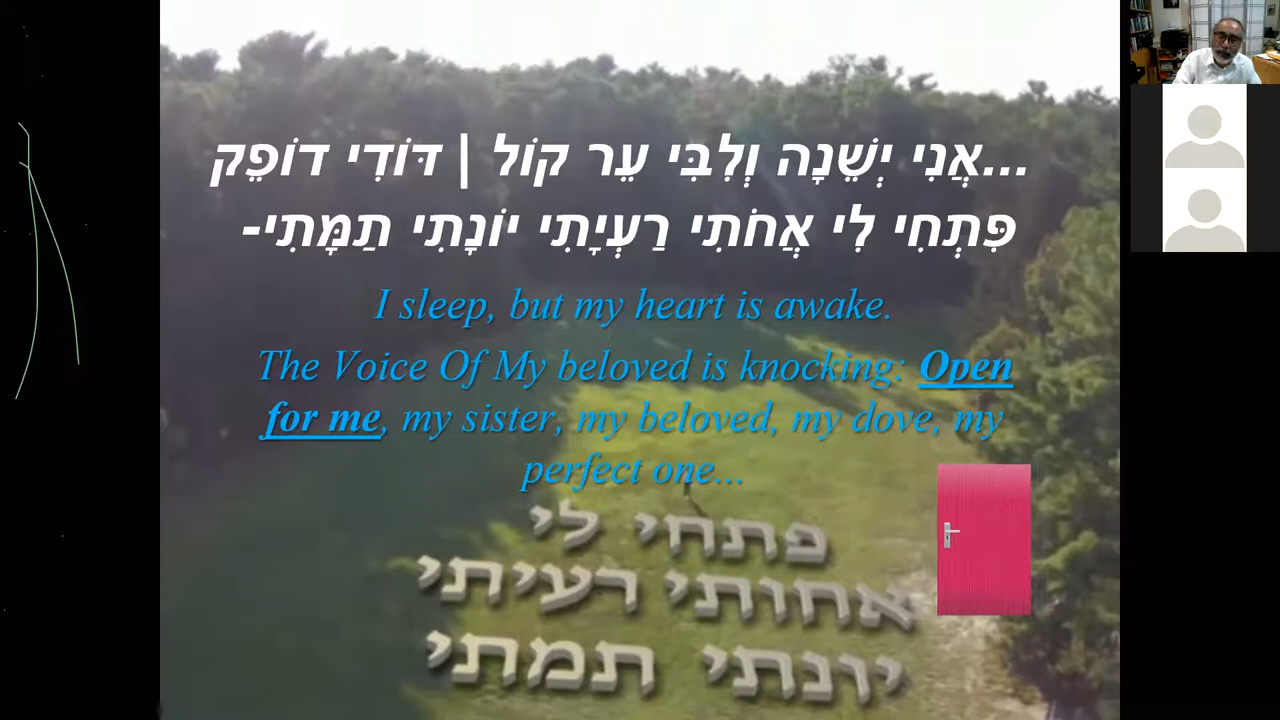 ...אֲנִי יְשֵׁנָה וְלִבִּי עֵר קוֹל | דּוֹדִי דוֹפֵק
פִּתְחִי לִי אֲחֹתִי רַעְיָתִי יוֹנָתִי תַמָּתִי-
I sleep, but my heart is awake.
The Voice Of My beloved is knocking: Open
for me, my sister, my beloved, my dove, my
perfect one...
פתחי לי
אחותי רעיתי
יונתי תמתי